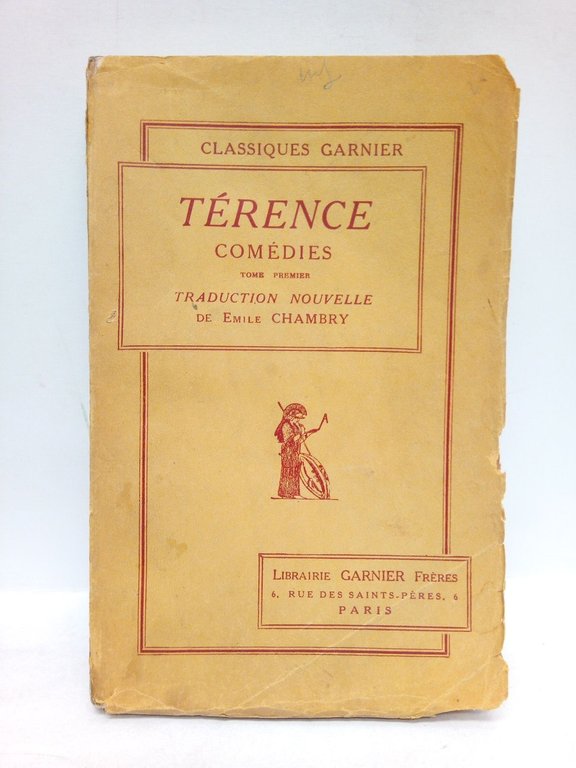 CLASSIQUES GARNIER
TÉRENCE
COMÉDIES
TOME PREMIER
TRADUCTION NOUVELLE
DE EMILE CHAMBRY
LIBRAIRIE GARNIER FRÈRES
6, RUE DES SAINTS-PÈRES, 6
PARIS